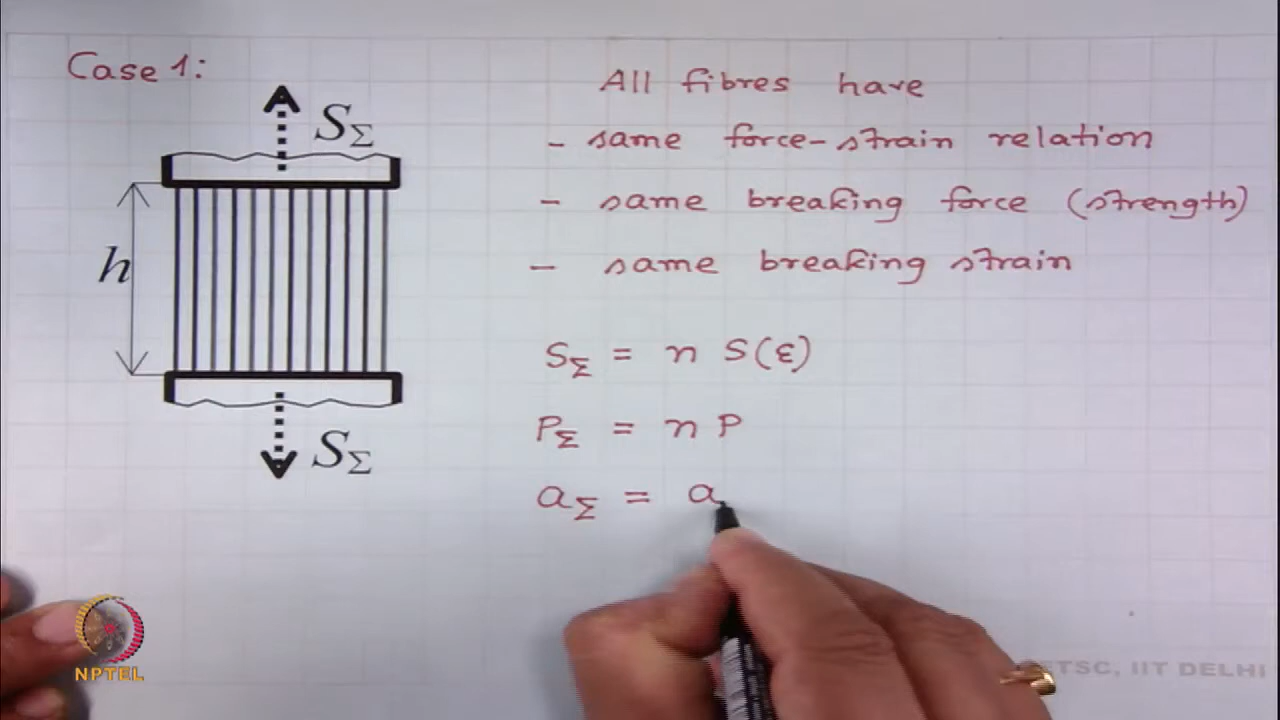 Case 1:
All fibres have
- same force-strain relation
- same breaking force (strength)
- same breaking strain
S_Σ
h
S_Σ
S_Σ = n S(ε)
P_Σ = n P
a_Σ = a
NPTEL
ETSC, IIT DELHI